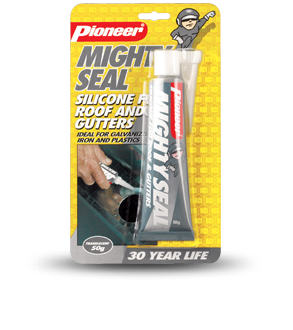 Pioneer
MIGHTY
SEAL
SILICONE F
ROOF AND
GUTTERS
IDEAL FOR GALVANIZ
IRON AND PLASTICS
Pioneer
MIGHTY SEAL
& GUTTERS
50g
TRANSLUCENT
50g
30 YEAR LIFE